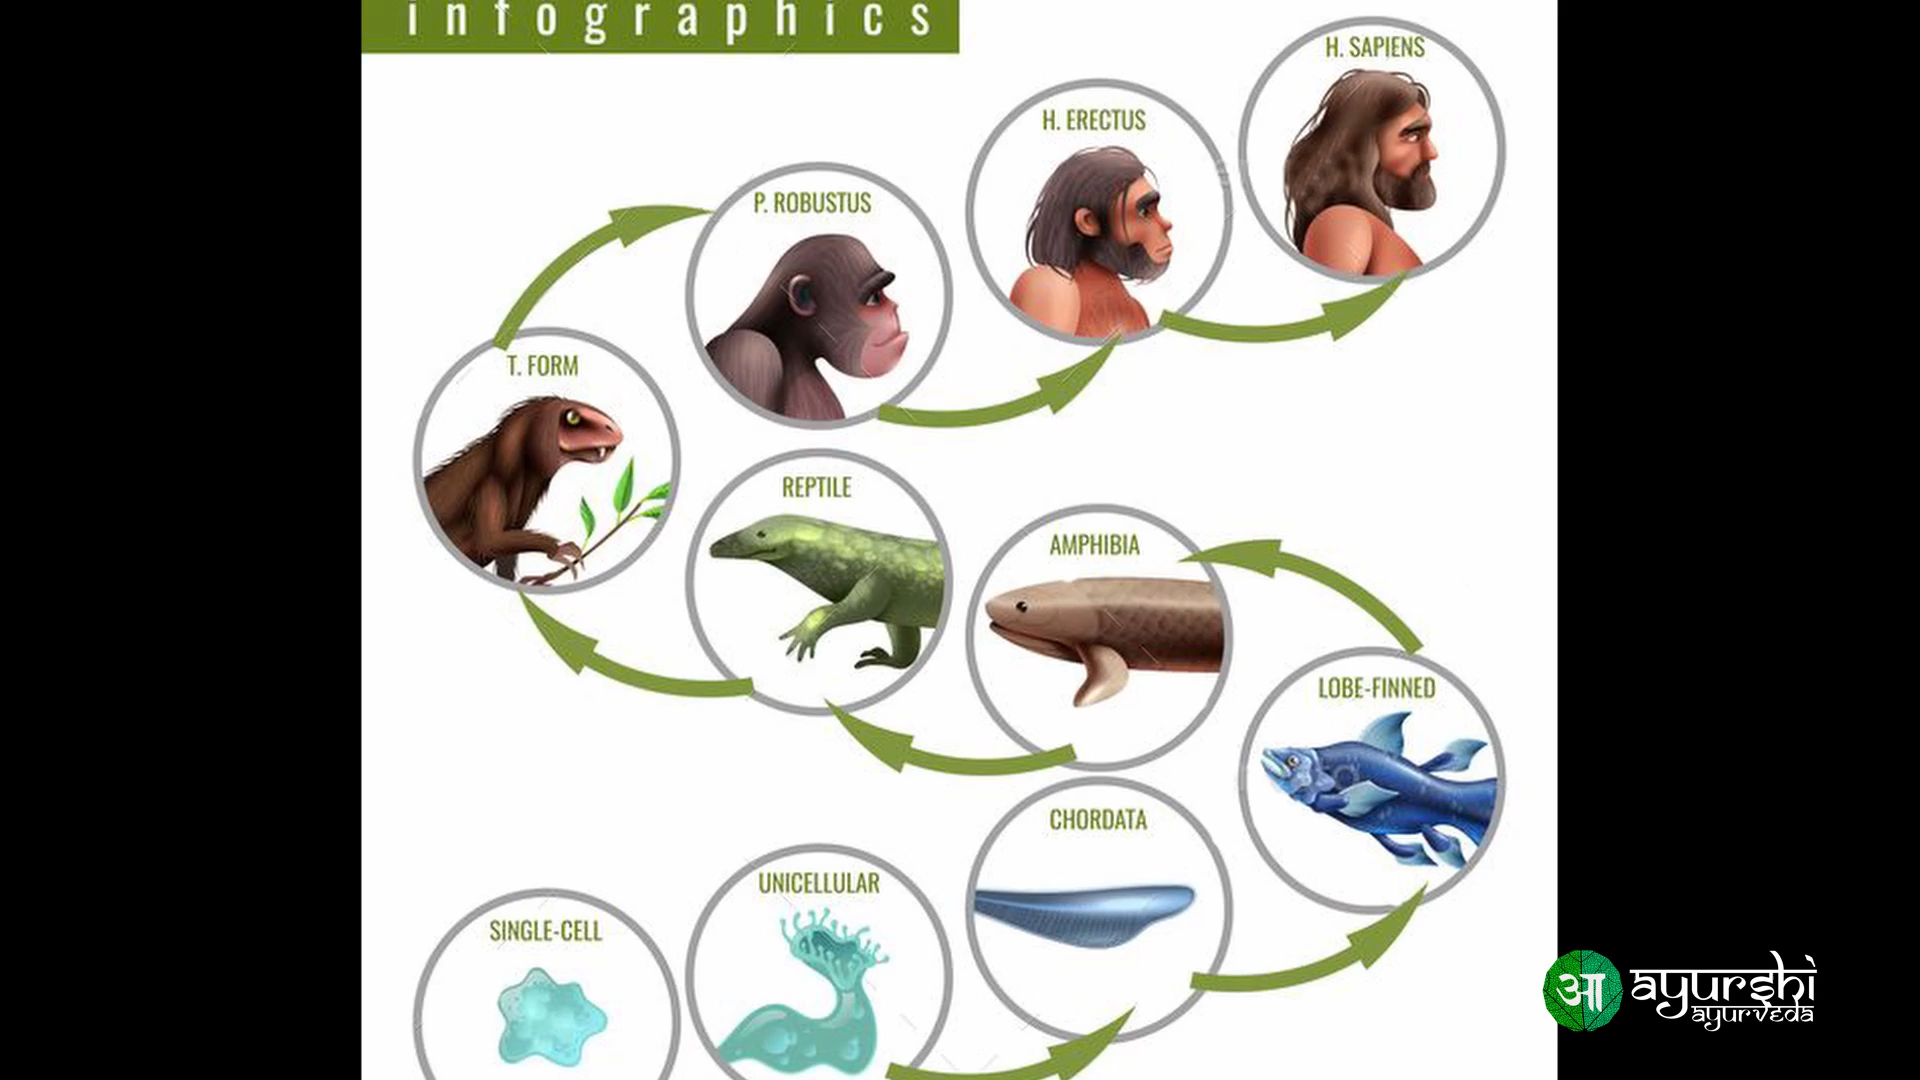 infographics
H. SAPIENS
H. ERECTUS
P. ROBUSTUS
T. FORM
REPTILE
AMPHIBIA
LOBE-FINNED
CHORDATA
UNICELLULAR
SINGLE-CELL
आ ayurshi
ayurveda